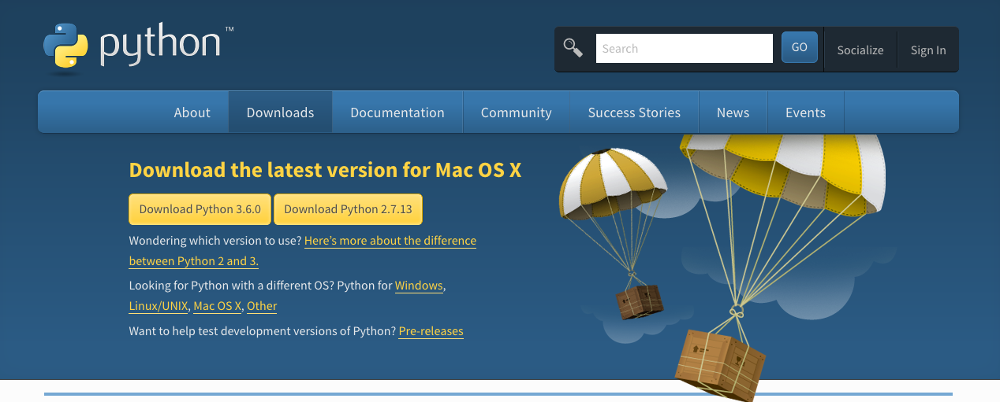 python™
Search
GO
Socialize
Sign In
About
Downloads
Documentation
Community
Success Stories
News
Events
Download the latest version for Mac OS X
Download Python 3.6.0
Download Python 2.7.13
Wondering which version to use? Here's more about the difference
between Python 2 and 3.
Looking for Python with a different OS? Python for Windows,
Linux/UNIX, Mac OS X, Other
Want to help test development versions of Python? Pre-releases